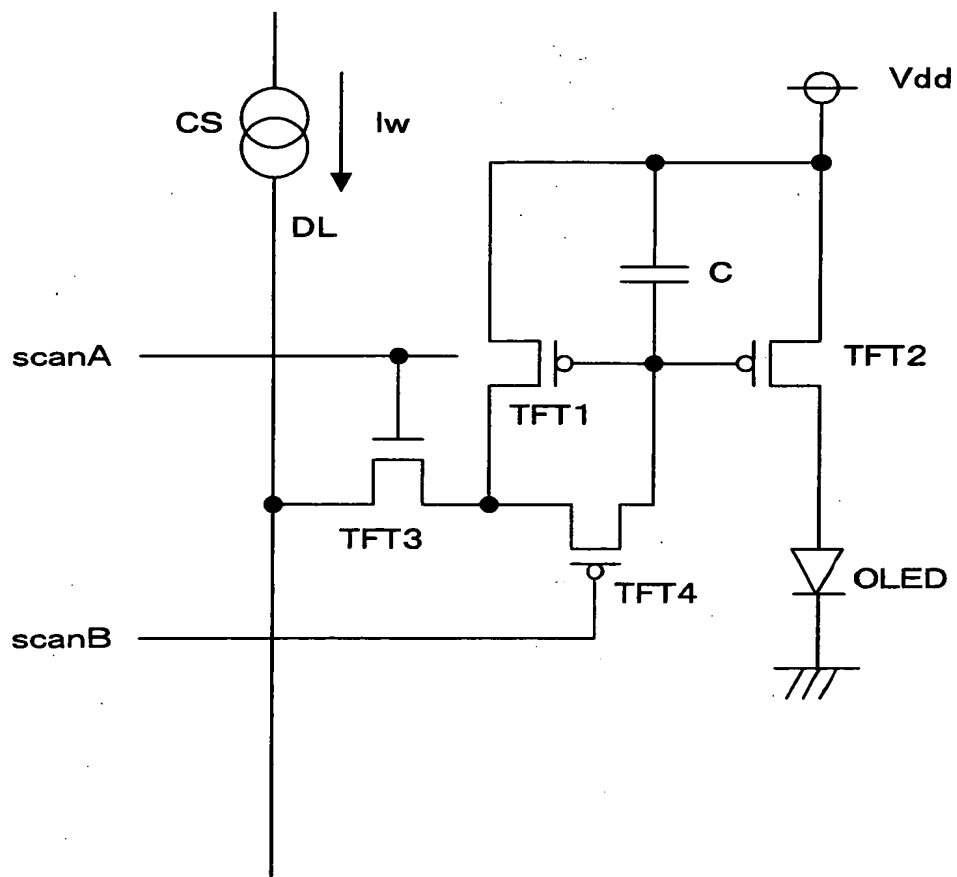 Vdd
CS
Iw
DL
C
scanA
TFT2
TFT1
TFT3
OLED
TFT4
scanB